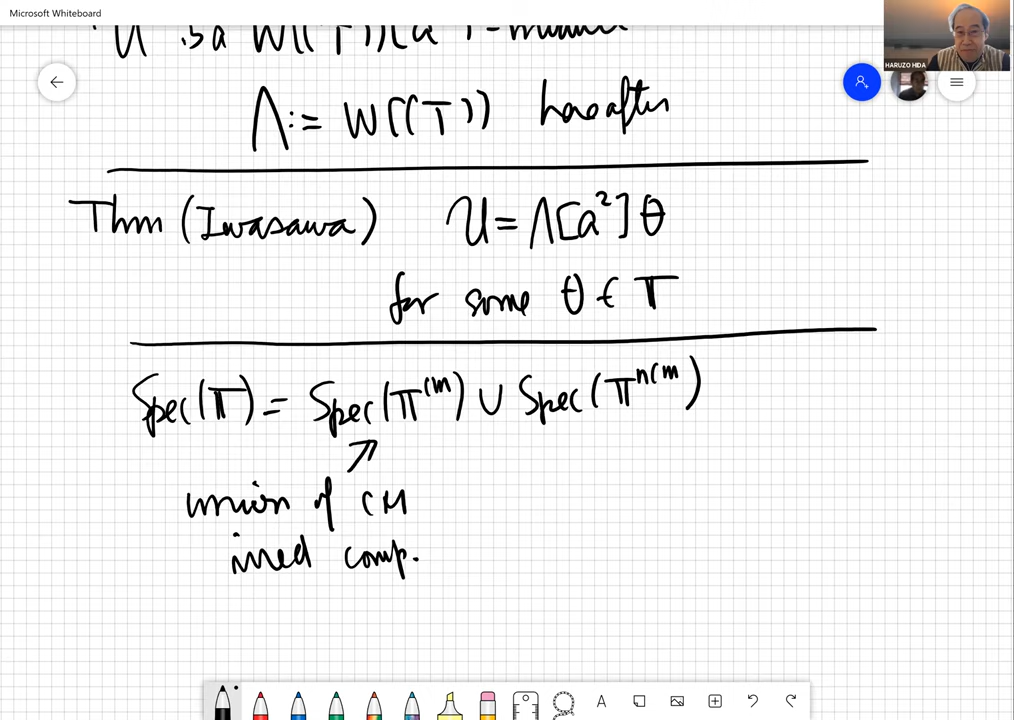 Microsoft Whiteboard
HARUZO HIDA
U is a W[[T]][a
Λ := W[[T]] hereafter
Thm (Iwasawa) U = Λ[a²]θ
for some θ ∈ 𝕋
Spec(𝕋) = Spec(𝕋^cm) ∪ Spec(𝕋^ncm)
↗
union of CM
irred comp.
A